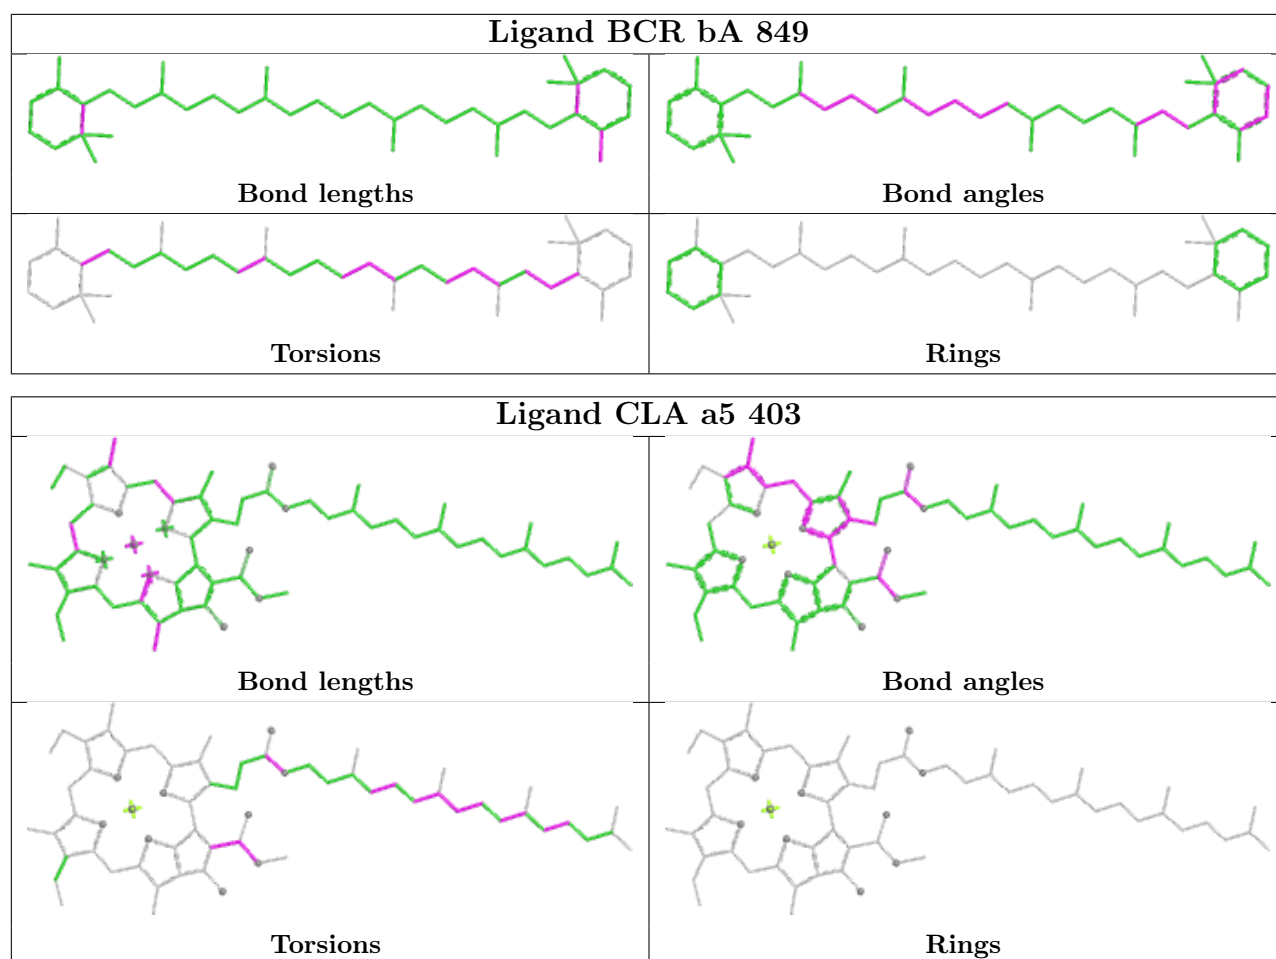 Ligand BCR bA 849
Bond lengths
Bond angles
Torsions
Rings
Ligand CLA a5 403
Bond lengths
Bond angles
Torsions
Rings